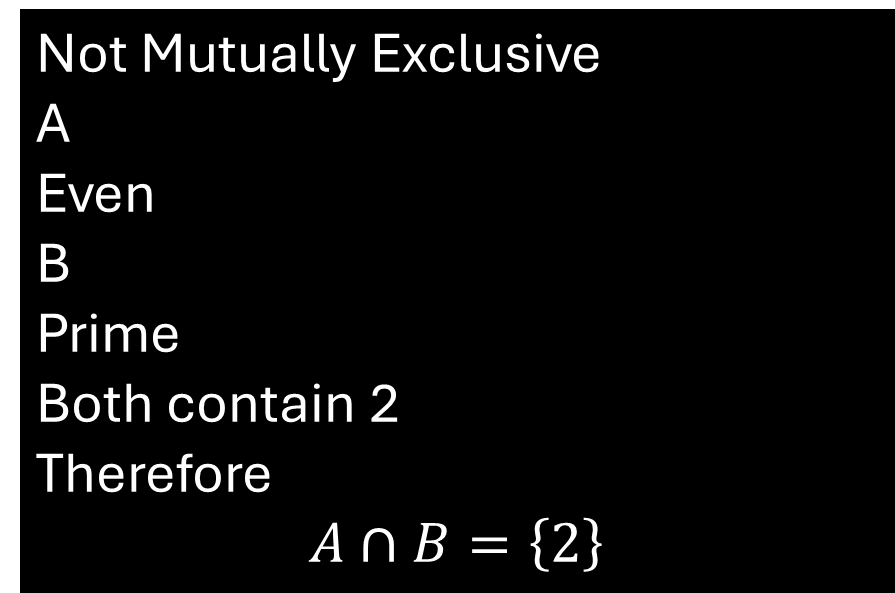 Not Mutually Exclusive
A
Even
B
Prime
Both contain 2
Therefore
A ∩ B = {2}